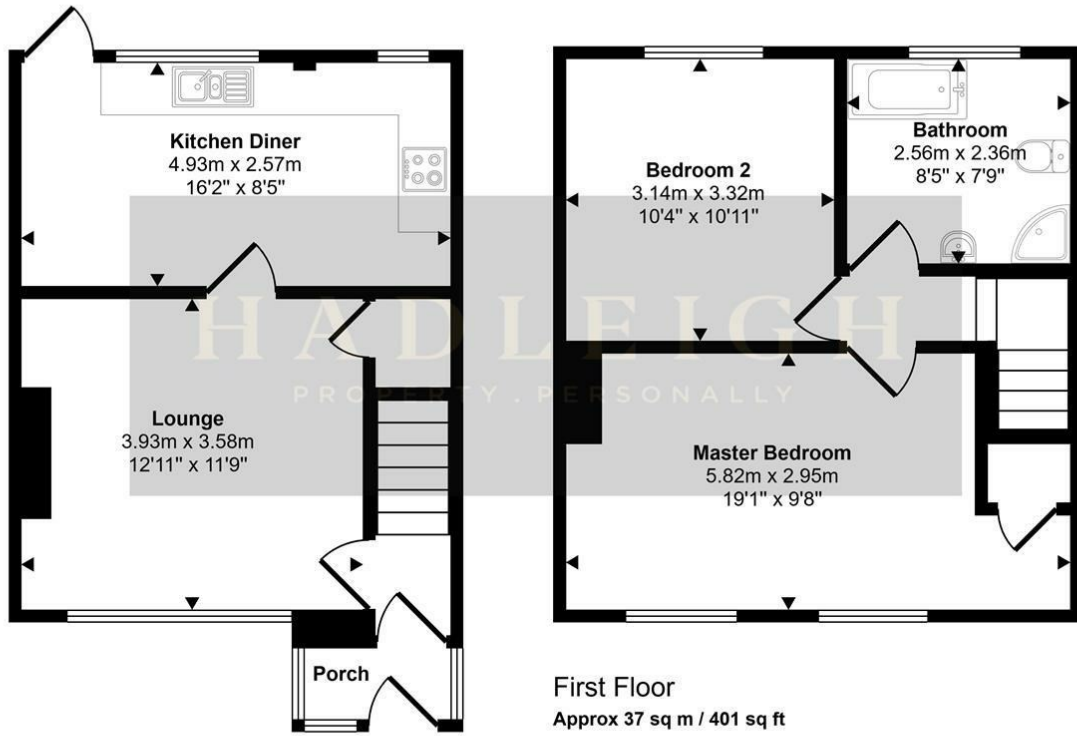 Kitchen Diner
4.93m x 2.57m
16'2" x 8'5"
Lounge
3.93m x 3.58m
12'11" x 11'9"
Porch
Bedroom 2
3.14m x 3.32m
10'4" x 10'11"
Bathroom
2.56m x 2.36m
8'5" x 7'9"
Master Bedroom
5.82m x 2.95m
19'1" x 9'8"
HADLEIGH
PROPERTY . PERSONALLY
First Floor
Approx 37 sq m / 401 sq ft